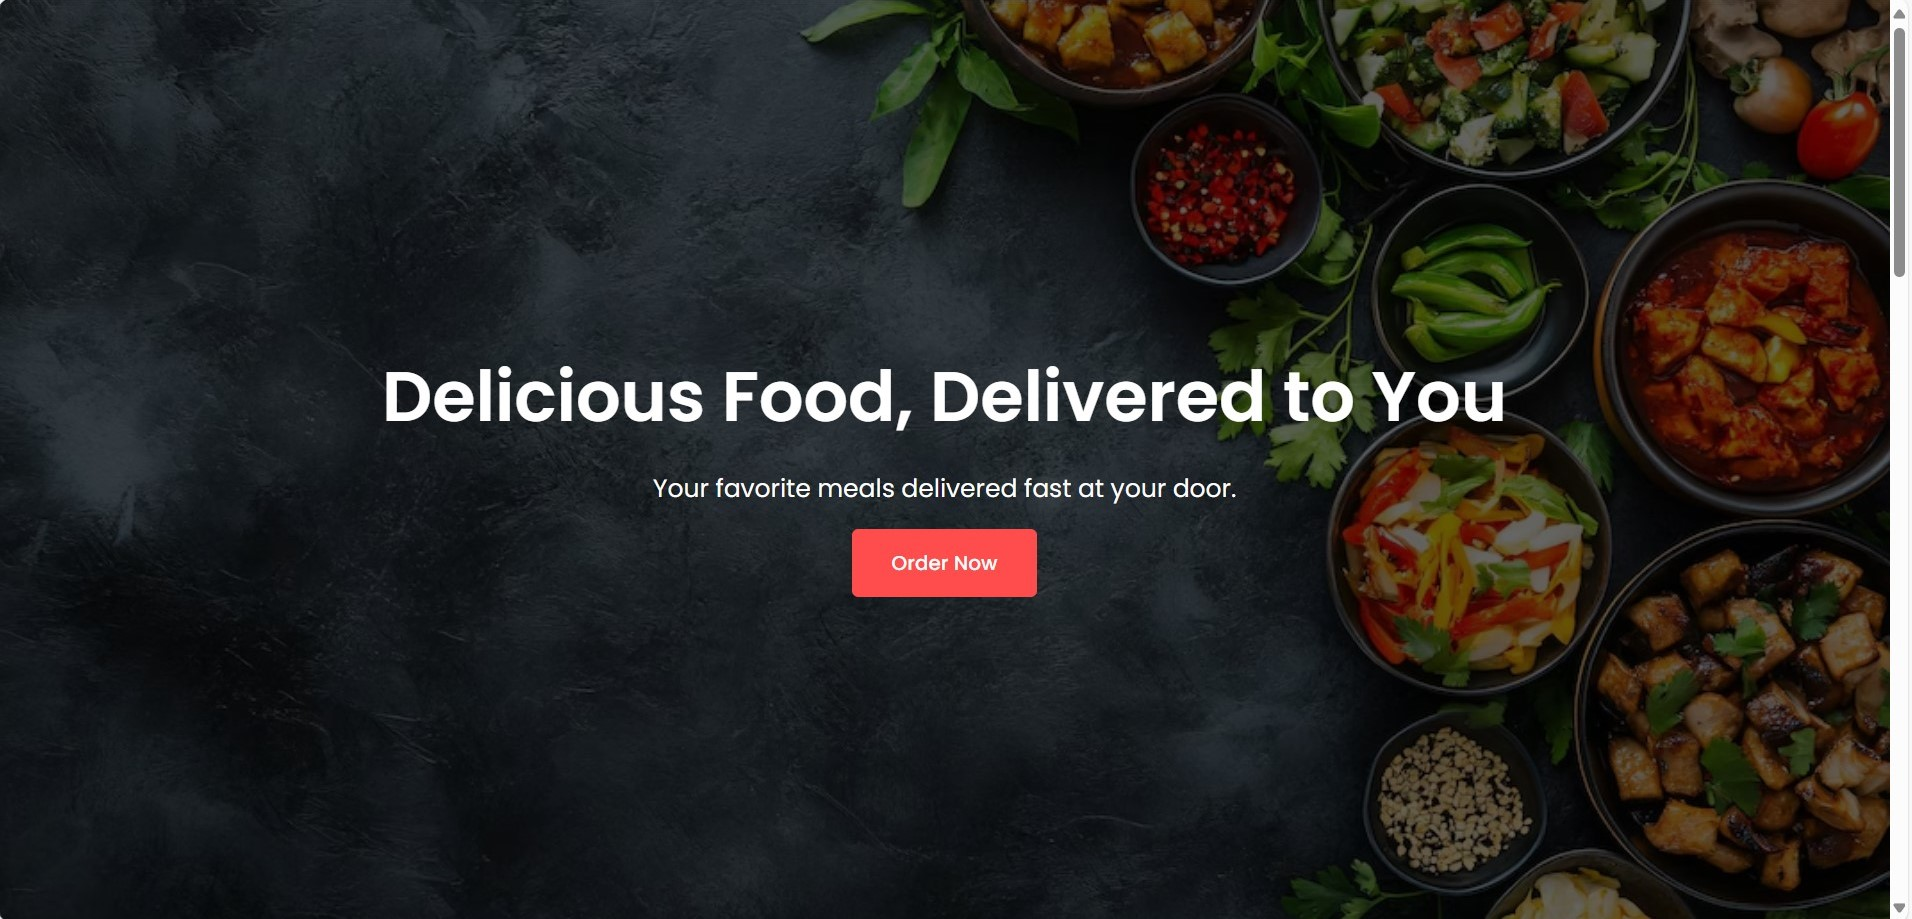 Delicious Food, Delivered to You
Your favorite meals delivered fast at your door.
Order Now